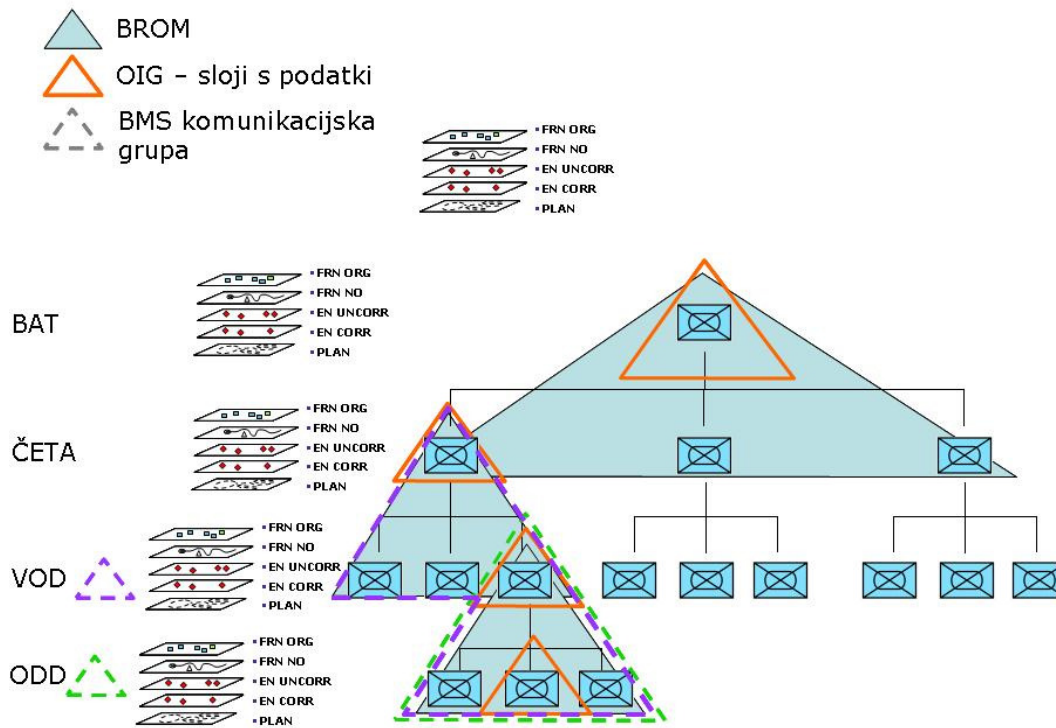 BROM
OIG – sloji s podatki
BMS komunikacijska
grupa
▪ FRN ORG
▪ FRN NO
▪ EN UNCORR
▪ EN CORR
▪ PLAN
BAT
▪ FRN ORG
▪ FRN NO
▪ EN UNCORR
▪ EN CORR
▪ PLAN
ČETA
▪ FRN ORG
▪ FRN NO
▪ EN UNCORR
▪ EN CORR
▪ PLAN
VOD
▪ FRN ORG
▪ FRN NO
▪ EN UNCORR
▪ EN CORR
▪ PLAN
ODD
▪ FRN ORG
▪ FRN NO
▪ EN UNCORR
▪ EN CORR
▪ PLAN